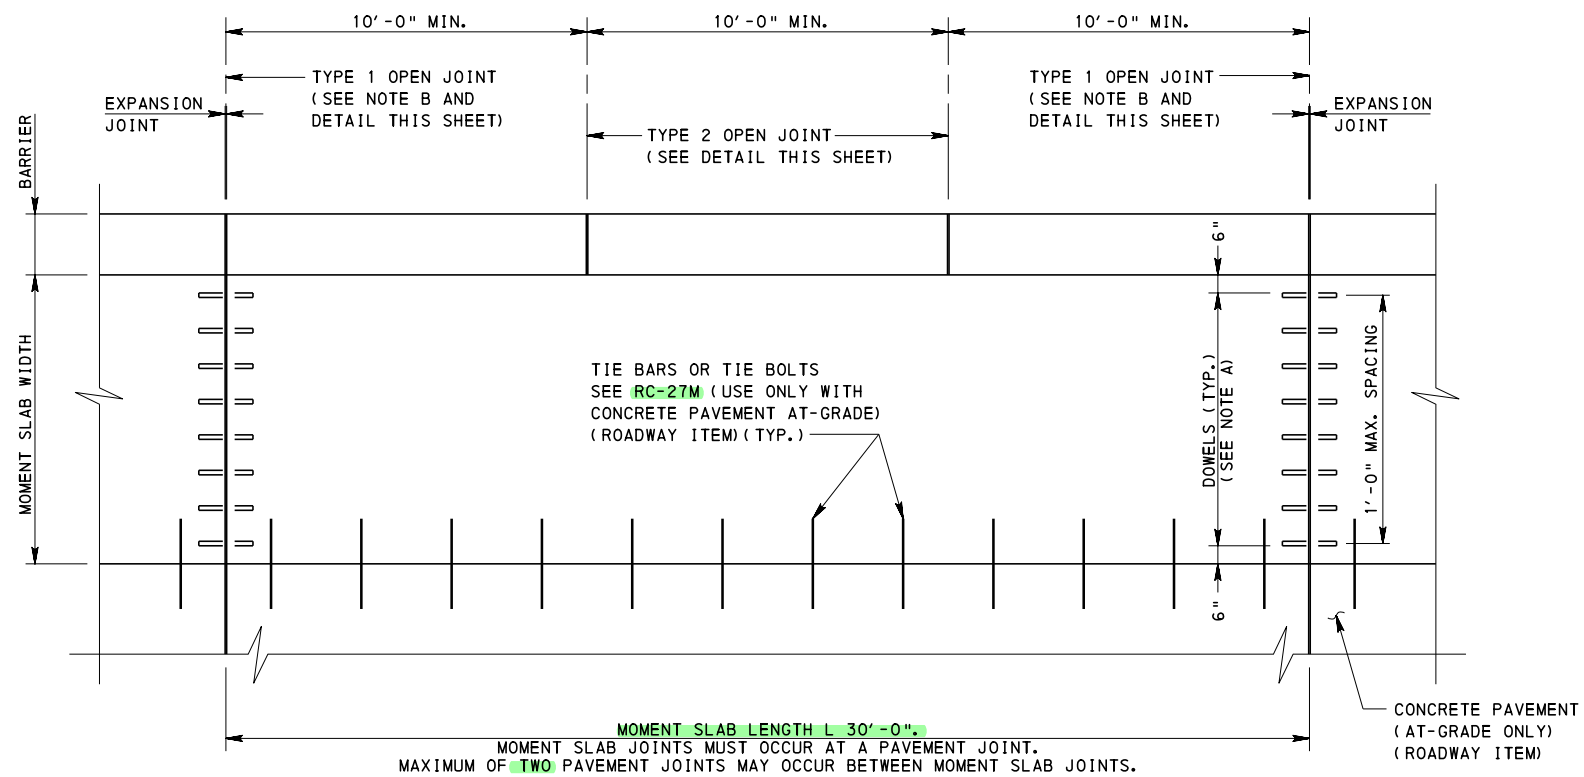 10'-0" MIN.
10'-0" MIN.
10'-0" MIN.
TYPE 1 OPEN JOINT
(SEE NOTE B AND
DETAIL THIS SHEET)
TYPE 1 OPEN JOINT
(SEE NOTE B AND
DETAIL THIS SHEET)
EXPANSION
JOINT
EXPANSION
JOINT
TYPE 2 OPEN JOINT
(SEE DETAIL THIS SHEET)
BARRIER
6"
MOMENT SLAB WIDTH
TIE BARS OR TIE BOLTS
SEE RC-27M (USE ONLY WITH
CONCRETE PAVEMENT AT-GRADE)
(ROADWAY ITEM)(TYP.)
DOWELS (TYP.)
(SEE NOTE A)
1'-0" MAX. SPACING
6"
CONCRETE PAVEMENT
(AT-GRADE ONLY)
(ROADWAY ITEM)
MOMENT SLAB LENGTH L 30'-0".
MOMENT SLAB JOINTS MUST OCCUR AT A PAVEMENT JOINT.
MAXIMUM OF TWO PAVEMENT JOINTS MAY OCCUR BETWEEN MOMENT SLAB JOINTS.